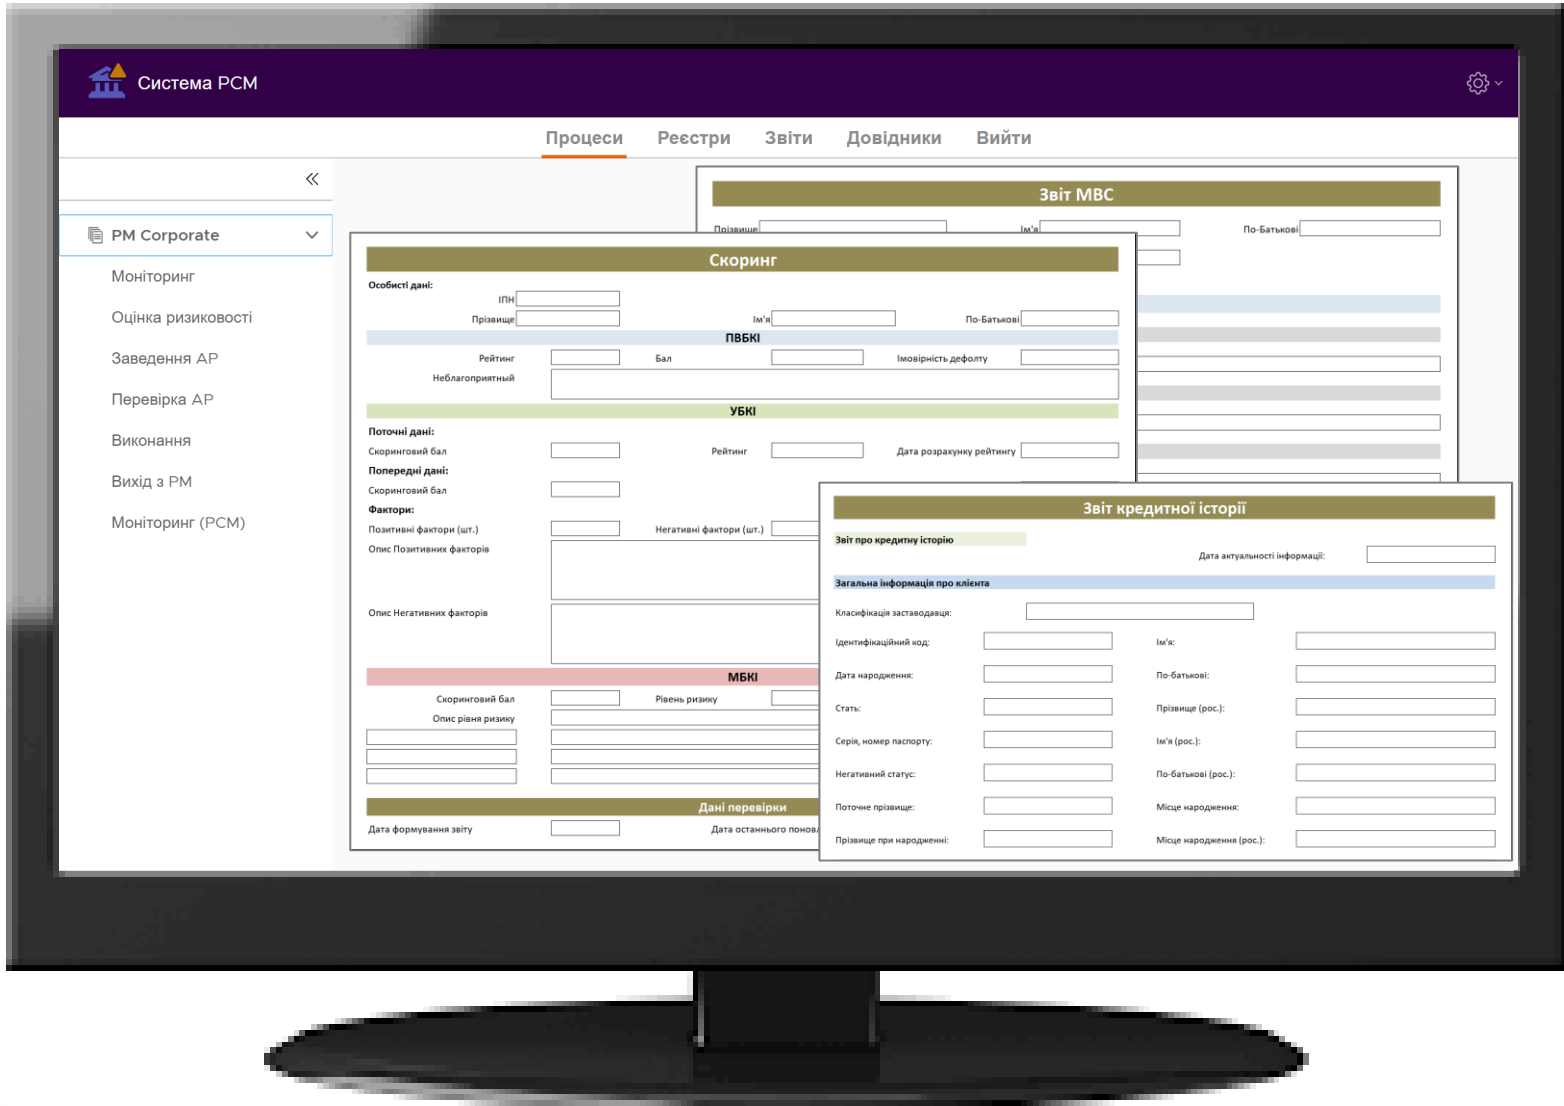 Система РСМ
Процеси Реєстри Звіти Довідники Вийти
PM Corporate
Моніторинг
Оцінка ризиковості
Заведення АР
Перевірка АР
Виконання
Вихід з РМ
Моніторинг (РСМ)
Звіт МВС
Прізвище Ім'я По-Батькові
Скоринг
Особисті дані:
ІПН
Прізвище Ім'я По-Батькові
ПВБКІ
Рейтинг Бал Імовірність дефолту
Неблагоприятный
УБКІ
Поточні дані:
Скоринговий бал Рейтинг Дата розрахунку рейтингу
Попередні дані:
Скоринговий бал
Фактори:
Позитивні фактори (шт.) Негативні фактори (шт.)
Опис Позитивних факторів
Опис Негативних факторів
МБКІ
Скоринговий бал Рівень ризику
Опис рівня ризику
Дані перевірки
Дата формування звіту Дата останнього понов
Звіт кредитної історії
Звіт про кредитну історію
Дата актуальності інформації:
Загальна інформація про клієнта
Класифікація заставодавця:
Ідентифікаційний код: Ім'я:
Дата народження: По-батькові:
Стать: Прізвище (рос.):
Серія, номер паспорту: Ім'я (рос.):
Негативний статус: По-батькові (рос.):
Поточне прізвище: Місце народження:
Прізвище при народженні: Місце народження (рос.):